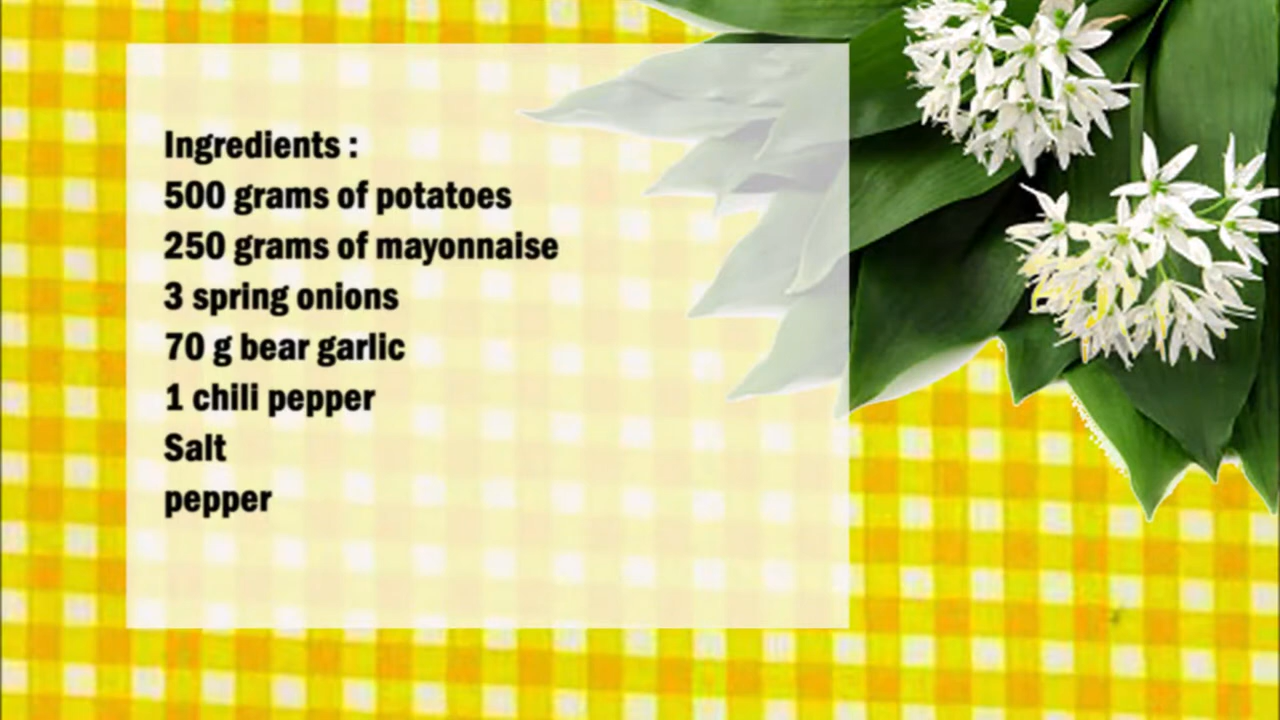 Ingredients :
500 grams of potatoes
250 grams of mayonnaise
3 spring onions
70 g bear garlic
1 chili pepper
Salt
pepper